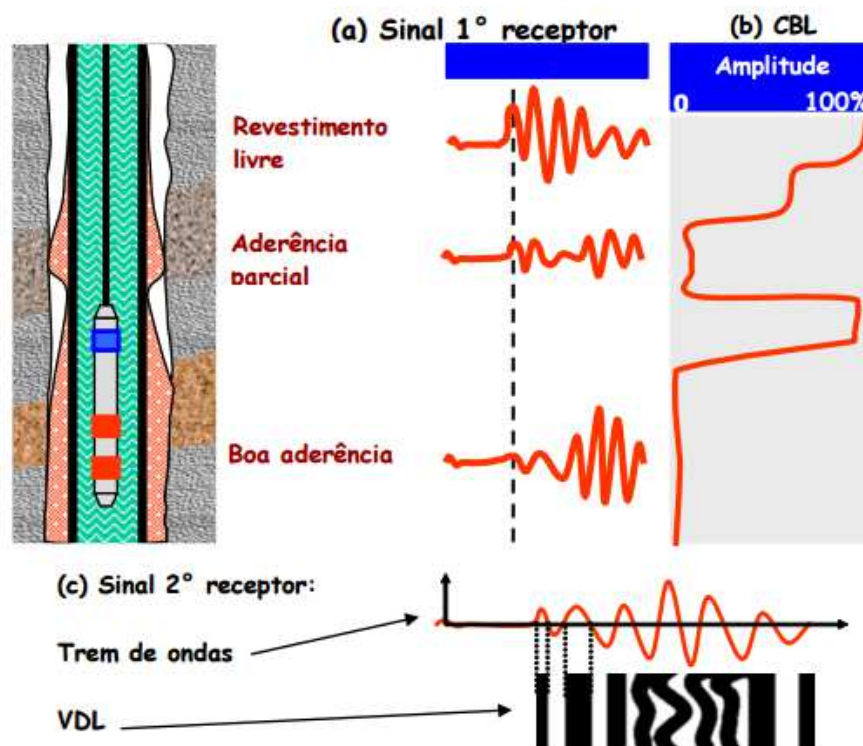 (a) Sinal 1° receptor
(b) CBL
Amplitude
0 100%
Revestimento
livre
Aderência
parcial
Boa aderência
(c) Sinal 2° receptor:
Trem de ondas
VDL